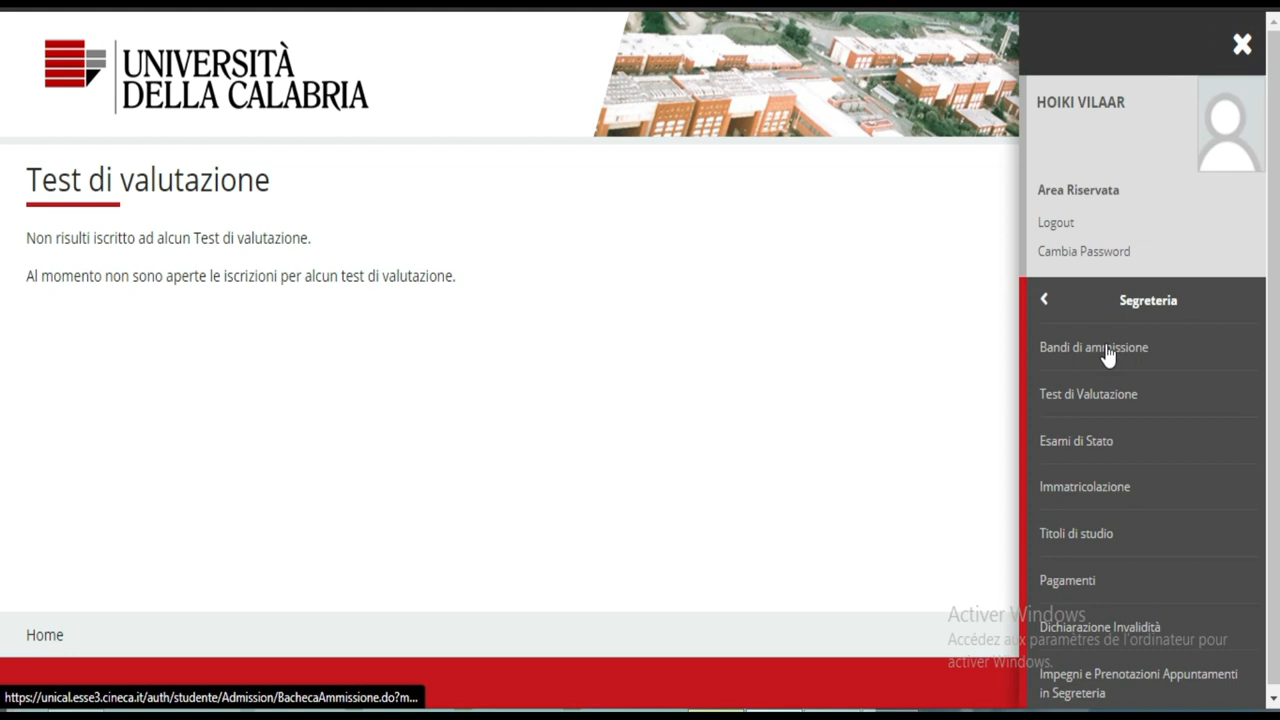 UNIVERSITÀ
DELLA CALABRIA
Test di valutazione
Non risulti iscritto ad alcun Test di valutazione.
Al momento non sono aperte le iscrizioni per alcun test di valutazione.
Home
https://unical.esse3.cineca.it/auth/studente/Admission/BachecaAmmissione.do?m...
HOIKI VILAAR
Area Riservata
Logout
Cambia Password
Segreteria
Bandi di ammissione
Test di Valutazione
Esami di Stato
Immatricolazione
Titoli di studio
Pagamenti
Dichiarazione Invalidità
Impegni e Prenotazioni Appuntamenti
in Segreteria
Activer Windows
Accédez aux paramètres de l'ordinateur pour
activer Windows.